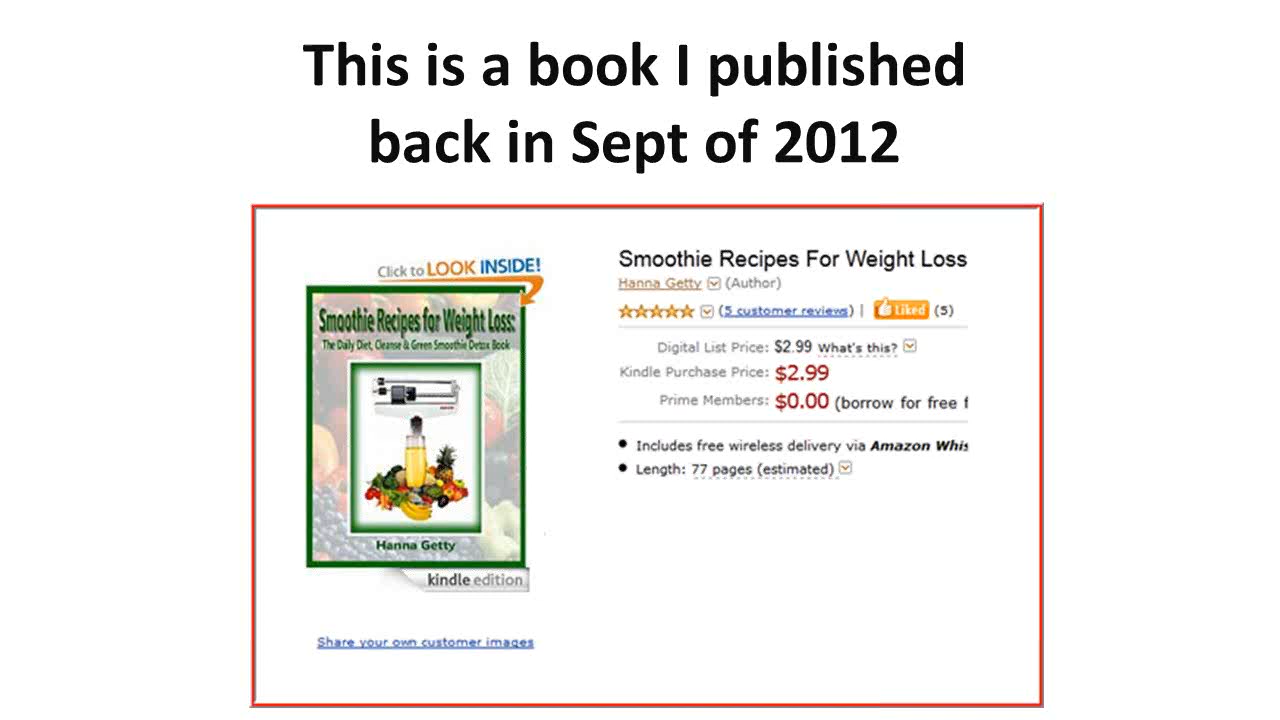 This is a book I published
back in Sept of 2012
Click to LOOK INSIDE!
Smoothie Recipes for Weight Loss:
The Daily Diet, Cleanse & Green Smoothie Detox Book
Hanna Getty
kindle edition
Share your own customer images
Smoothie Recipes For Weight Loss
Hanna Getty (Author)
(5 customer reviews) | Liked (5)
Digital List Price: $2.99 What's this?
Kindle Purchase Price: $2.99
Prime Members: $0.00 (borrow for free f
Includes free wireless delivery via Amazon Whis
Length: 77 pages (estimated)